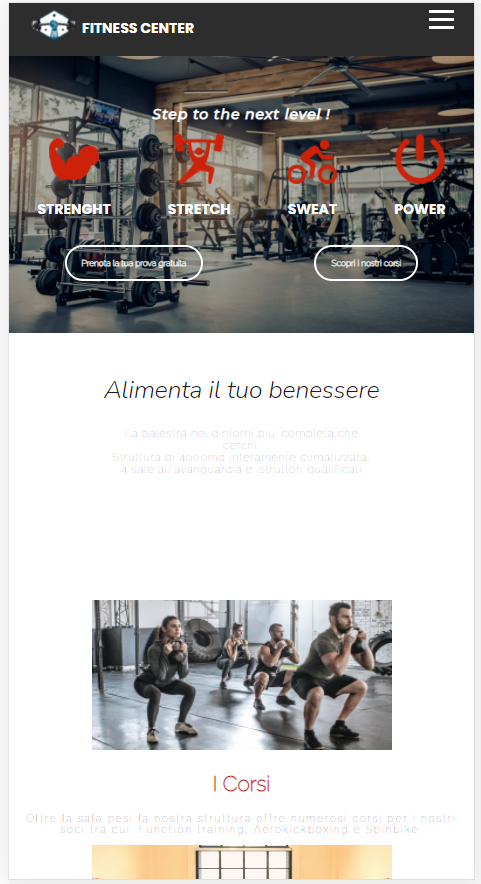 FITNESS CENTER
Step to the next level !
STRENGHT STRETCH SWEAT POWER
Prenota la tua prova gratuita Scopri i nostri corsi
Alimenta il tuo benessere
La palestra nei dintorni piu' completa che
cerchi.
Struttura di 4000mq interamente climatizzata,
4 sale all'avanguardia e istruttori qualificati
I Corsi
Oltre la sala pesi la nostra struttura offre numerosi corsi per i nostri
soci tra cui: Function training, Aerokickboxing e Spinbike.